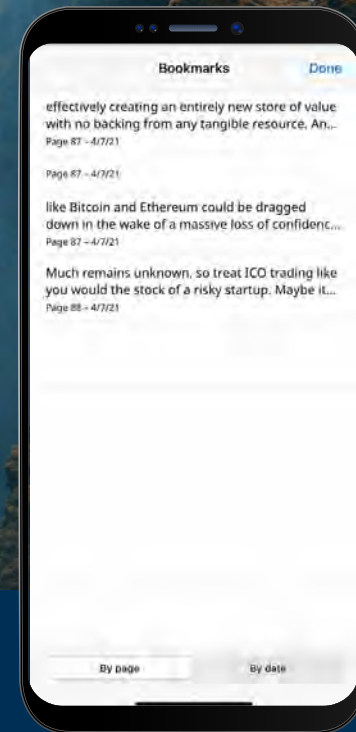 Bookmarks
Done
effectively creating an entirely new store of value
with no backing from any tangible resource. An...
Page 87 - 4/7/21
Page 87 - 4/7/21
like Bitcoin and Ethereum could be dragged
down in the wake of a massive loss of confidenc...
Page 87 - 4/7/21
Much remains unknown, so treat ICO trading like
you would the stock of a risky startup. Maybe it...
Page 88 - 4/7/21
By page
By date